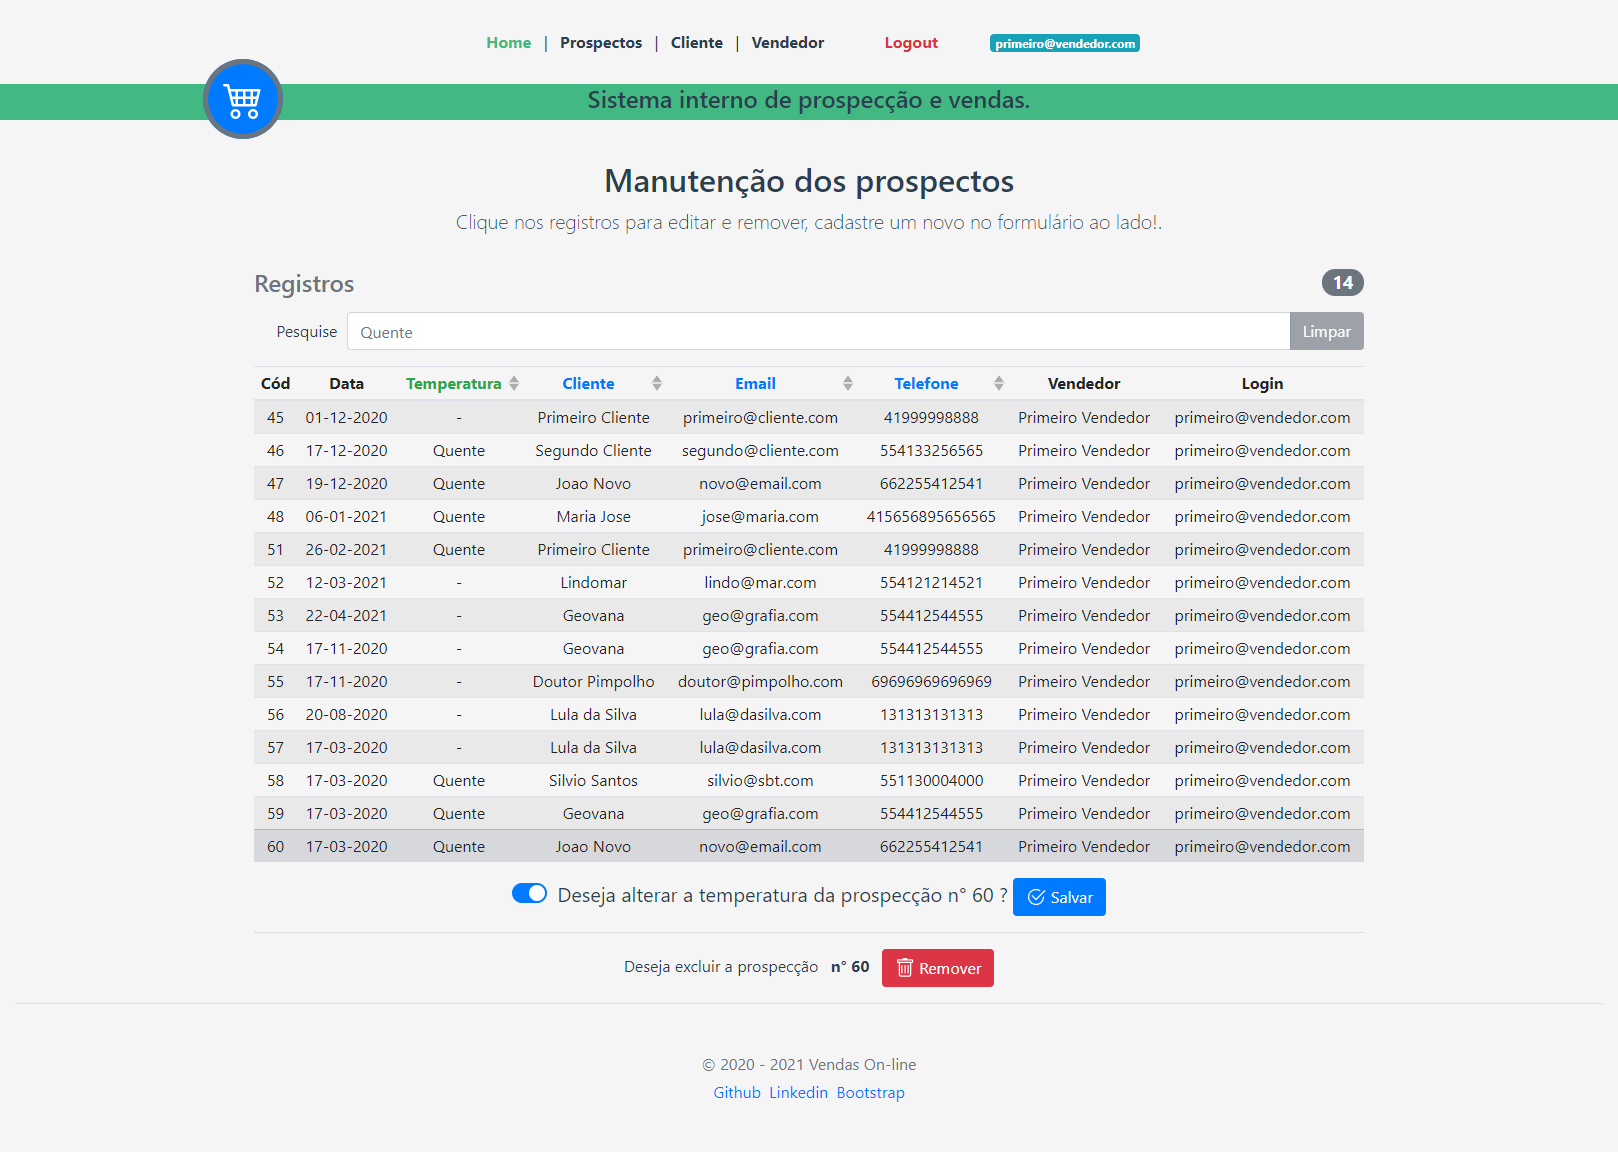 Home | Prospectos | Cliente | Vendedor Logout primeiro@vendedor.com
Sistema interno de prospecção e vendas.
Manutenção dos prospectos
Clique nos registros para editar e remover, cadastre um novo no formulário ao lado!.
Registros 14
Pesquise Quente Limpar
Cód Data Temperatura Cliente Email Telefone Vendedor Login
45 01-12-2020 - Primeiro Cliente primeiro@cliente.com 41999998888 Primeiro Vendedor primeiro@vendedor.com
46 17-12-2020 Quente Segundo Cliente segundo@cliente.com 554133256565 Primeiro Vendedor primeiro@vendedor.com
47 19-12-2020 Quente Joao Novo novo@email.com 662255412541 Primeiro Vendedor primeiro@vendedor.com
48 06-01-2021 Quente Maria Jose jose@maria.com 415656895656565 Primeiro Vendedor primeiro@vendedor.com
51 26-02-2021 Quente Primeiro Cliente primeiro@cliente.com 41999998888 Primeiro Vendedor primeiro@vendedor.com
52 12-03-2021 - Lindomar lindo@mar.com 554121214521 Primeiro Vendedor primeiro@vendedor.com
53 22-04-2021 - Geovana geo@grafia.com 554412544555 Primeiro Vendedor primeiro@vendedor.com
54 17-11-2020 - Geovana geo@grafia.com 554412544555 Primeiro Vendedor primeiro@vendedor.com
55 17-11-2020 - Doutor Pimpolho doutor@pimpolho.com 69696969696969 Primeiro Vendedor primeiro@vendedor.com
56 20-08-2020 - Lula da Silva lula@dasilva.com 131313131313 Primeiro Vendedor primeiro@vendedor.com
57 17-03-2020 - Lula da Silva lula@dasilva.com 131313131313 Primeiro Vendedor primeiro@vendedor.com
58 17-03-2020 Quente Silvio Santos silvio@sbt.com 551130004000 Primeiro Vendedor primeiro@vendedor.com
59 17-03-2020 Quente Geovana geo@grafia.com 554412544555 Primeiro Vendedor primeiro@vendedor.com
60 17-03-2020 Quente Joao Novo novo@email.com 662255412541 Primeiro Vendedor primeiro@vendedor.com
Deseja alterar a temperatura da prospecção n° 60 ? Salvar
Deseja excluir a prospecção n° 60 Remover
© 2020 - 2021 Vendas On-line
Github Linkedin Bootstrap